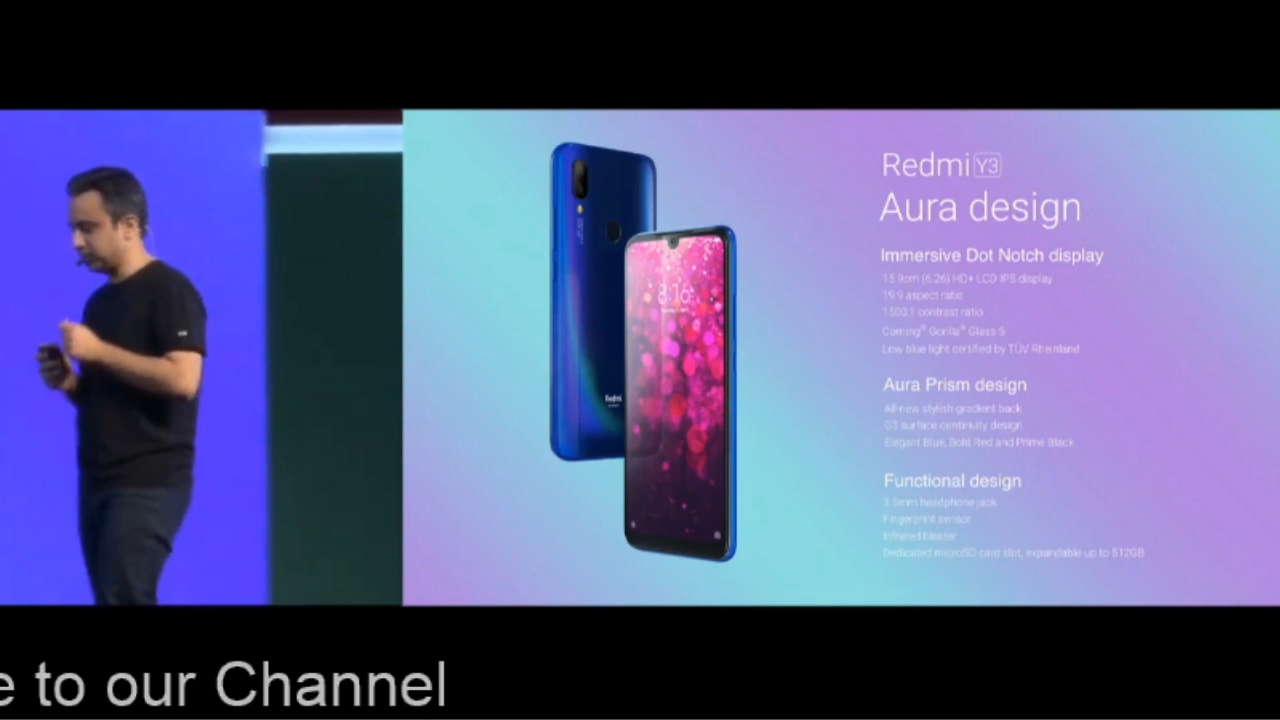 Redmi Y3
Aura design
Immersive Dot Notch display
15.9cm (6.26) HD+ LCD IPS display
19:9 aspect ratio
1500:1 contrast ratio
Corning® Gorilla® Glass 5
Low blue light certified by TÜV Rheinland
Aura Prism design
All-new stylish gradient back
G3 surface continuity design
Elegant Blue, Bold Red and Prime Black
Functional design
3.5mm headphone jack
Fingerprint sensor
Infrared blaster
Dedicated microSD card slot, expandable up to 512GB
8:16
Redmi
e to our Channel